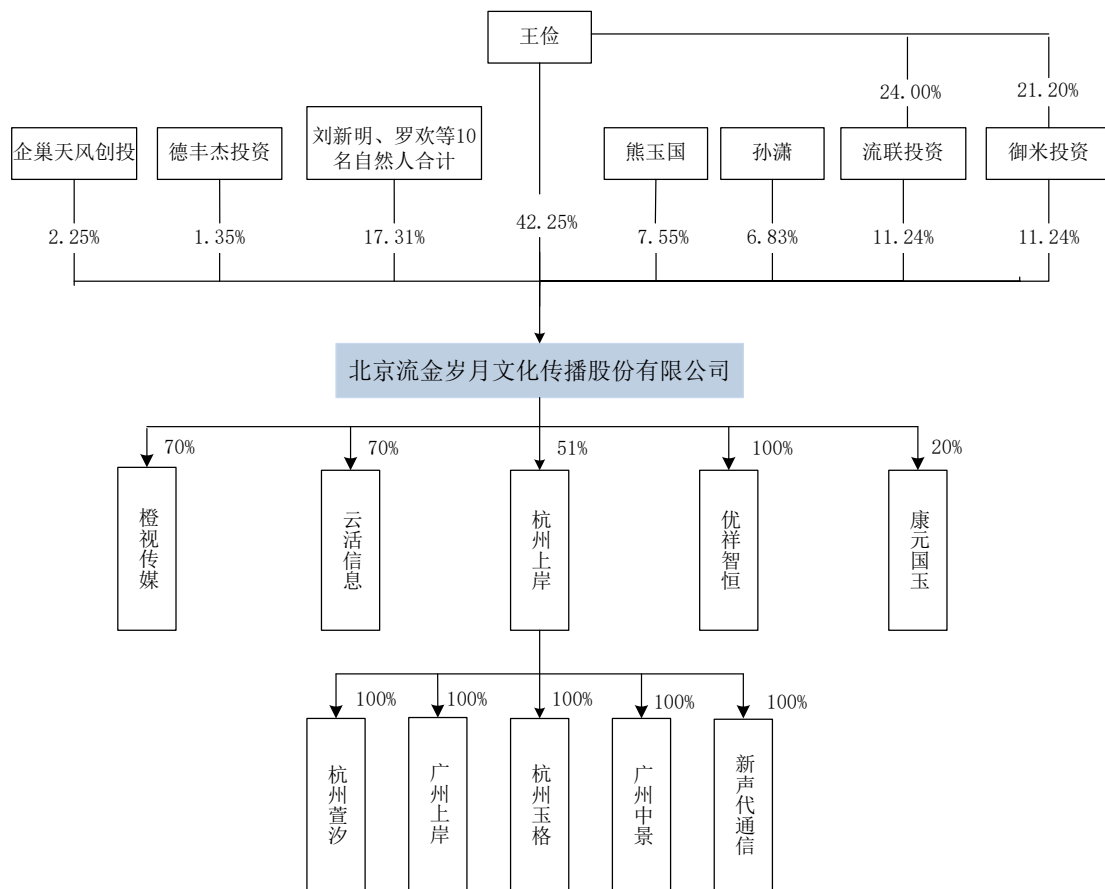 王俭
24.00%
21.20%
企巢天风创投
德丰杰投资
刘新明、罗欢等10
名自然人合计
熊玉国
孙潇
流联投资
御米投资
2.25%
1.35%
17.31%
42.25%
7.55%
6.83%
11.24%
11.24%
北京流金岁月文化传播股份有限公司
70%
70%
51%
100%
20%
橙视传媒
云活信息
杭州上岸
优祥智恒
康元国玉
100%
100%
100%
100%
100%
杭州萱汐
广州上岸
杭州玉格
广州中景
新声代通信